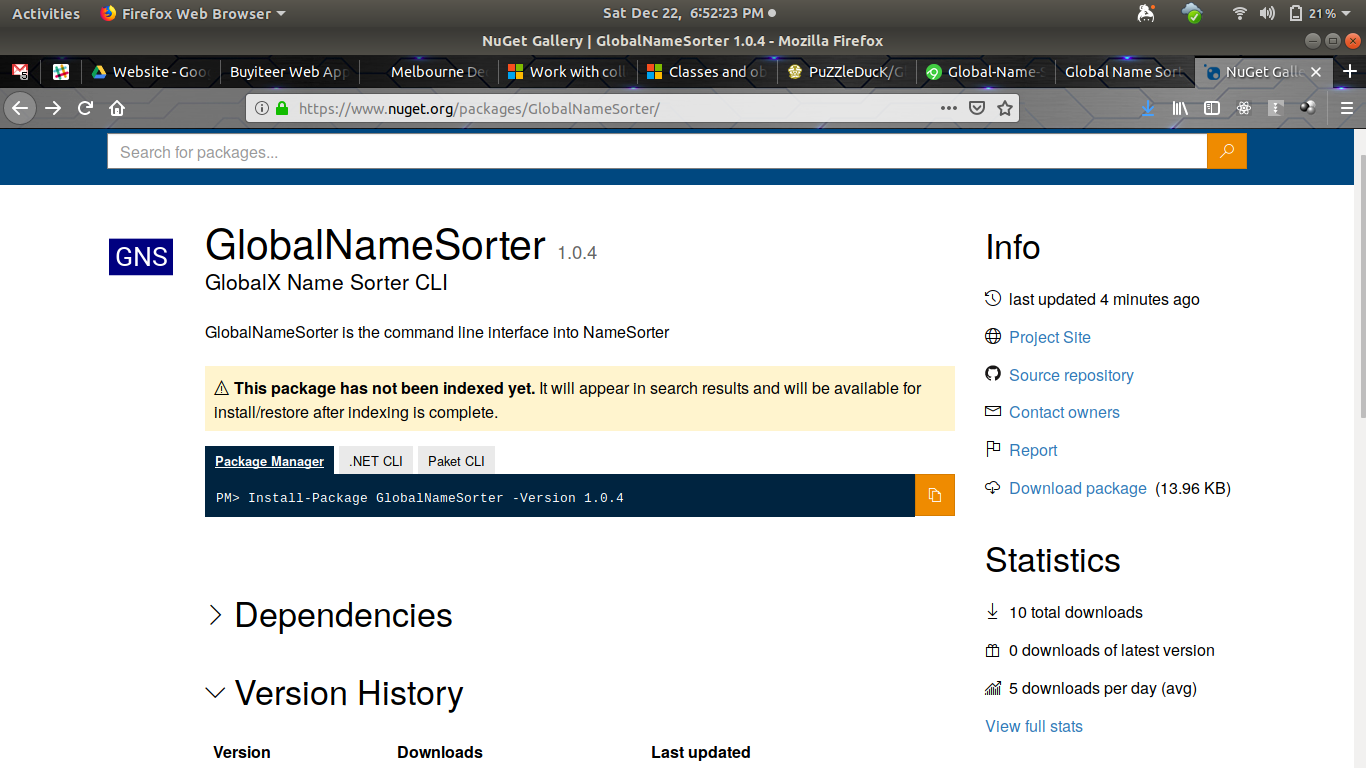 Activities Firefox Web Browser Sat Dec 22, 6:52:23 PM 21%
NuGet Gallery | GlobalNameSorter 1.0.4 - Mozilla Firefox
5 Website - Goo Buyiteer Web App Melbourne De Work with coll Classes and ob PuZZleDucK/Gl Global-Name-S Global Name Sort NuGet Galle
https://www.nuget.org/packages/GlobalNameSorter/
Search for packages...
GNS
GlobalNameSorter 1.0.4
GlobalX Name Sorter CLI
GlobalNameSorter is the command line interface into NameSorter
This package has not been indexed yet. It will appear in search results and will be available for
install/restore after indexing is complete.
Package Manager .NET CLI Paket CLI
PM> Install-Package GlobalNameSorter -Version 1.0.4
Dependencies
Version History
Version Downloads Last updated
Info
last updated 4 minutes ago
Project Site
Source repository
Contact owners
Report
Download package (13.96 KB)
Statistics
10 total downloads
0 downloads of latest version
5 downloads per day (avg)
View full stats